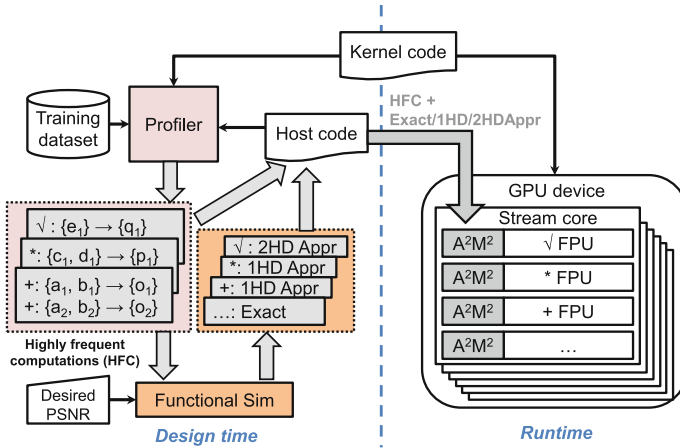 Kernel code
Training
dataset
Profiler
Host code
HFC +
Exact/1HD/2HDAppr
√ : {e₁} → {q₁}
*: {c₁, d₁} → {p₁}
+: {a₁, b₁} → {o₁}
+: {a₂, b₂} → {o₂}
√: 2HD Appr
*: 1HD Appr
+: 1HD Appr
…: Exact
Highly frequent
computations (HFC)
Desired
PSNR
Functional Sim
Design time
GPU device
Stream core
A²M² √ FPU
A²M² * FPU
A²M² + FPU
A²M² …
Runtime